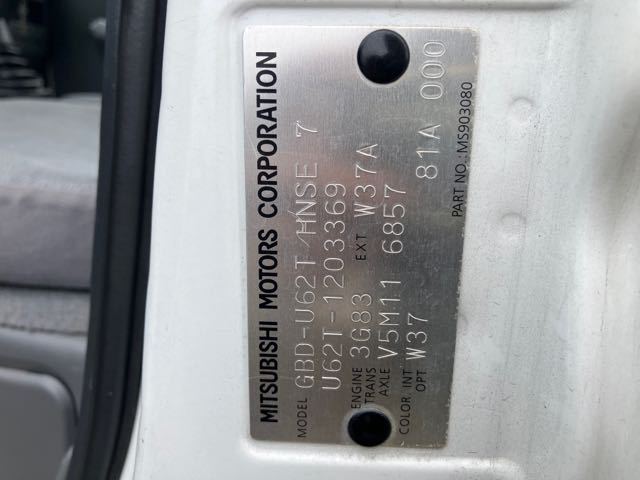 MITSUBISHI MOTORS CORPORATION
MODEL GBD-U62T/HNSE 7
U62T-1203369
ENGINE 3G83 EXT W37A
TRANS AXLE V5M11 6857
COLOR, INT OPT W37 81A 000
PART NO.: MS903080